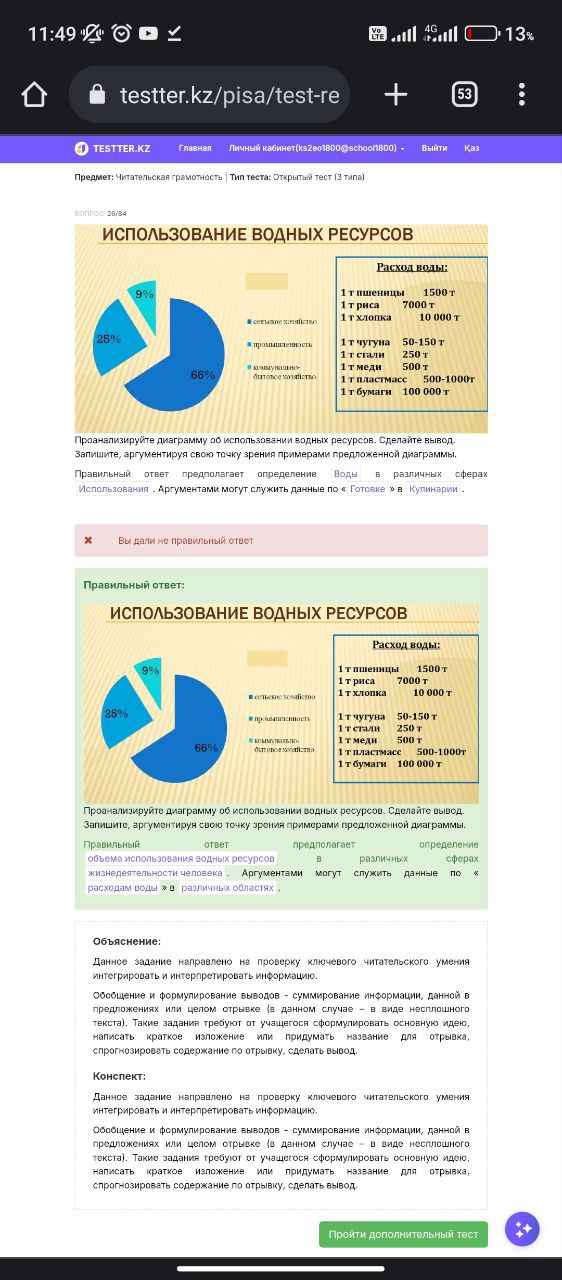 11:49
Vo LTE
4G
13%
testter.kz/pisa/test-re
53
TESTTER.KZ Главная Личный кабинет(ks2eo1800@school1800) Выйти Қаз
Предмет: Читательская грамотность | Тип теста: Открытый тест (3 типа)
ВОПРОС 26/84
ИСПОЛЬЗОВАНИЕ ВОДНЫХ РЕСУРСОВ
9%
25%
66%
сельское хозяйство
промышленность
коммунально-
бытовое хозяйство
Расход воды:
1 т пшеницы 1500 т
1 т риса 7000 т
1 т хлопка 10 000 т
1 т чугуна 50-150 т
1 т стали 250 т
1 т меди 500 т
1 т пластмасс 500-1000т
1 т бумаги 100 000 т
Проанализируйте диаграмму об использовании водных ресурсов. Сделайте вывод.
Запишите, аргументируя свою точку зрения примерами предложенной диаграммы.
Правильный ответ предполагает определение Воды в различных сферах
Использования . Аргументами могут служить данные по « Готовке » в Кулинарии .
Вы дали не правильный ответ
Правильный ответ:
ИСПОЛЬЗОВАНИЕ ВОДНЫХ РЕСУРСОВ
9%
25%
66%
сельское хозяйство
промышленность
коммунально-
бытовое хозяйство
Расход воды:
1 т пшеницы 1500 т
1 т риса 7000 т
1 т хлопка 10 000 т
1 т чугуна 50-150 т
1 т стали 250 т
1 т меди 500 т
1 т пластмасс 500-1000т
1 т бумаги 100 000 т
Проанализируйте диаграмму об использовании водных ресурсов. Сделайте вывод.
Запишите, аргументируя свою точку зрения примерами предложенной диаграммы.
Правильный ответ предполагает определение
объема использования водных ресурсов в различных сферах
жизнедеятельности человека . Аргументами могут служить данные по «
расходам воды » в различных областях .
Объяснение:
Данное задание направлено на проверку ключевого читательского умения
интегрировать и интерпретировать информацию.
Обобщение и формулирование выводов - суммирование информации, данной в
предложениях или целом отрывке (в данном случае – в виде несплошного
текста). Такие задания требуют от учащегося сформулировать основную идею,
написать краткое изложение или придумать название для отрывка,
спрогнозировать содержание по отрывку, сделать вывод.
Конспект:
Данное задание направлено на проверку ключевого читательского умения
интегрировать и интерпретировать информацию.
Обобщение и формулирование выводов - суммирование информации, данной в
предложениях или целом отрывке (в данном случае – в виде несплошного
текста). Такие задания требуют от учащегося сформулировать основную идею,
написать краткое изложение или придумать название для отрывка,
спрогнозировать содержание по отрывку, сделать вывод.
Пройти дополнительный тест